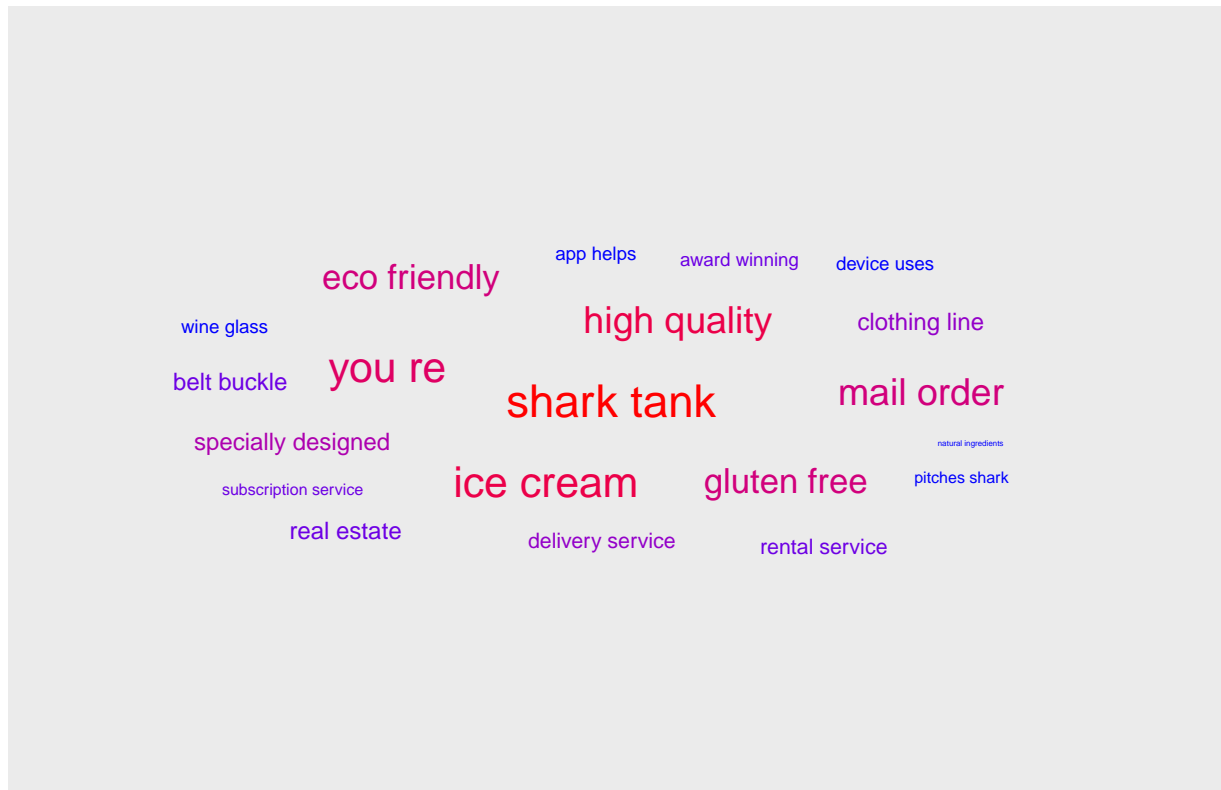 app helps
award winning
device uses
eco friendly
high quality
clothing line
wine glass
you re
belt buckle
shark tank
mail order
specially designed
natural ingredients
ice cream
gluten free
pitches shark
subscription service
real estate
delivery service
rental service